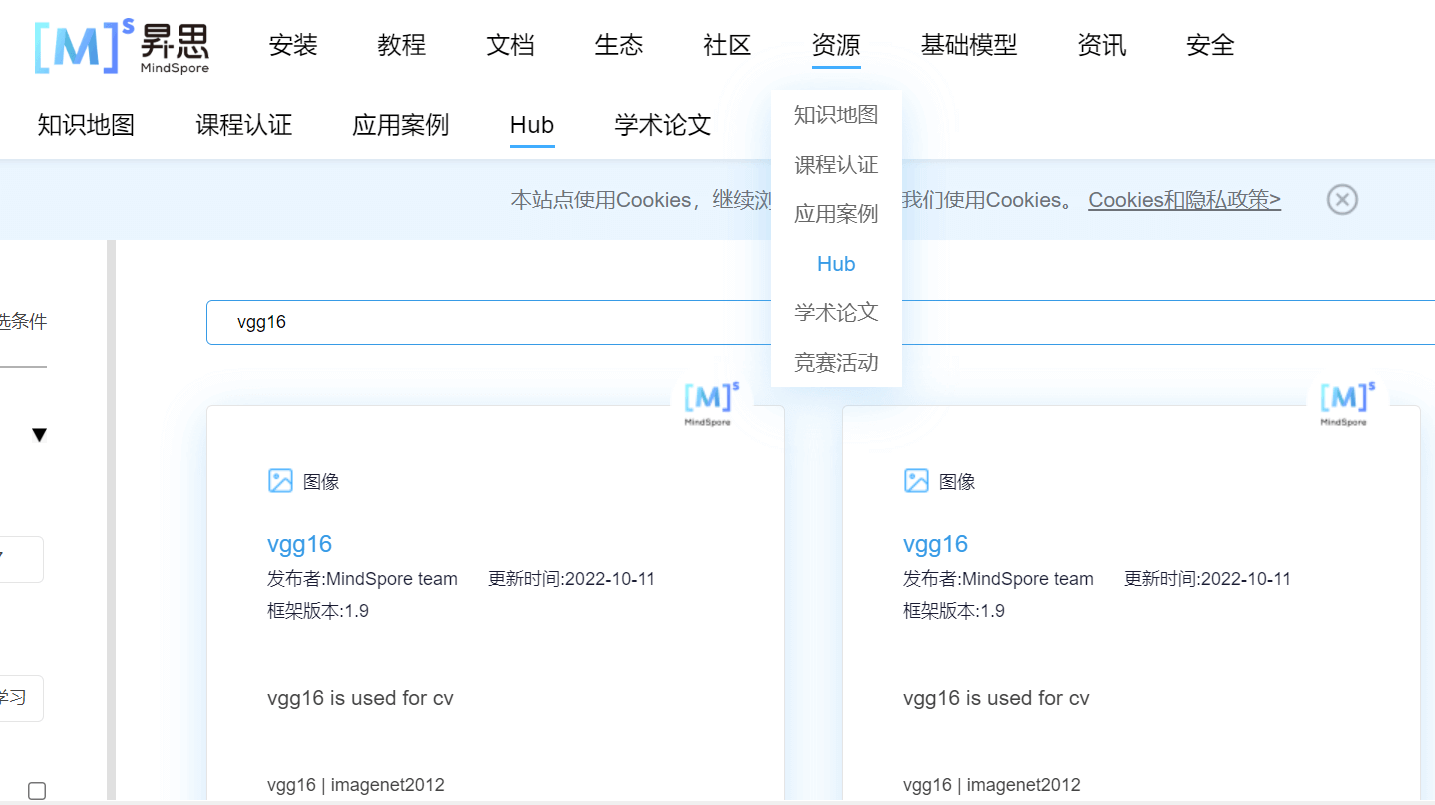 [M]s 昇思 MindSpore
安装 教程 文档 生态 社区 资源 基础模型 资讯 安全
知识地图 课程认证 应用案例 Hub 学术论文
知识地图
课程认证
应用案例
Hub
学术论文
竞赛活动
本站点使用Cookies，继续浏 我们使用Cookies。 Cookies和隐私政策>
选条件
vgg16
[M]s MindSpore
[M]s MindSpore
图像
vgg16
发布者:MindSpore team 更新时间:2022-10-11
框架版本:1.9
vgg16 is used for cv
vgg16 | imagenet2012
图像
vgg16
发布者:MindSpore team 更新时间:2022-10-11
框架版本:1.9
vgg16 is used for cv
vgg16 | imagenet2012
学习